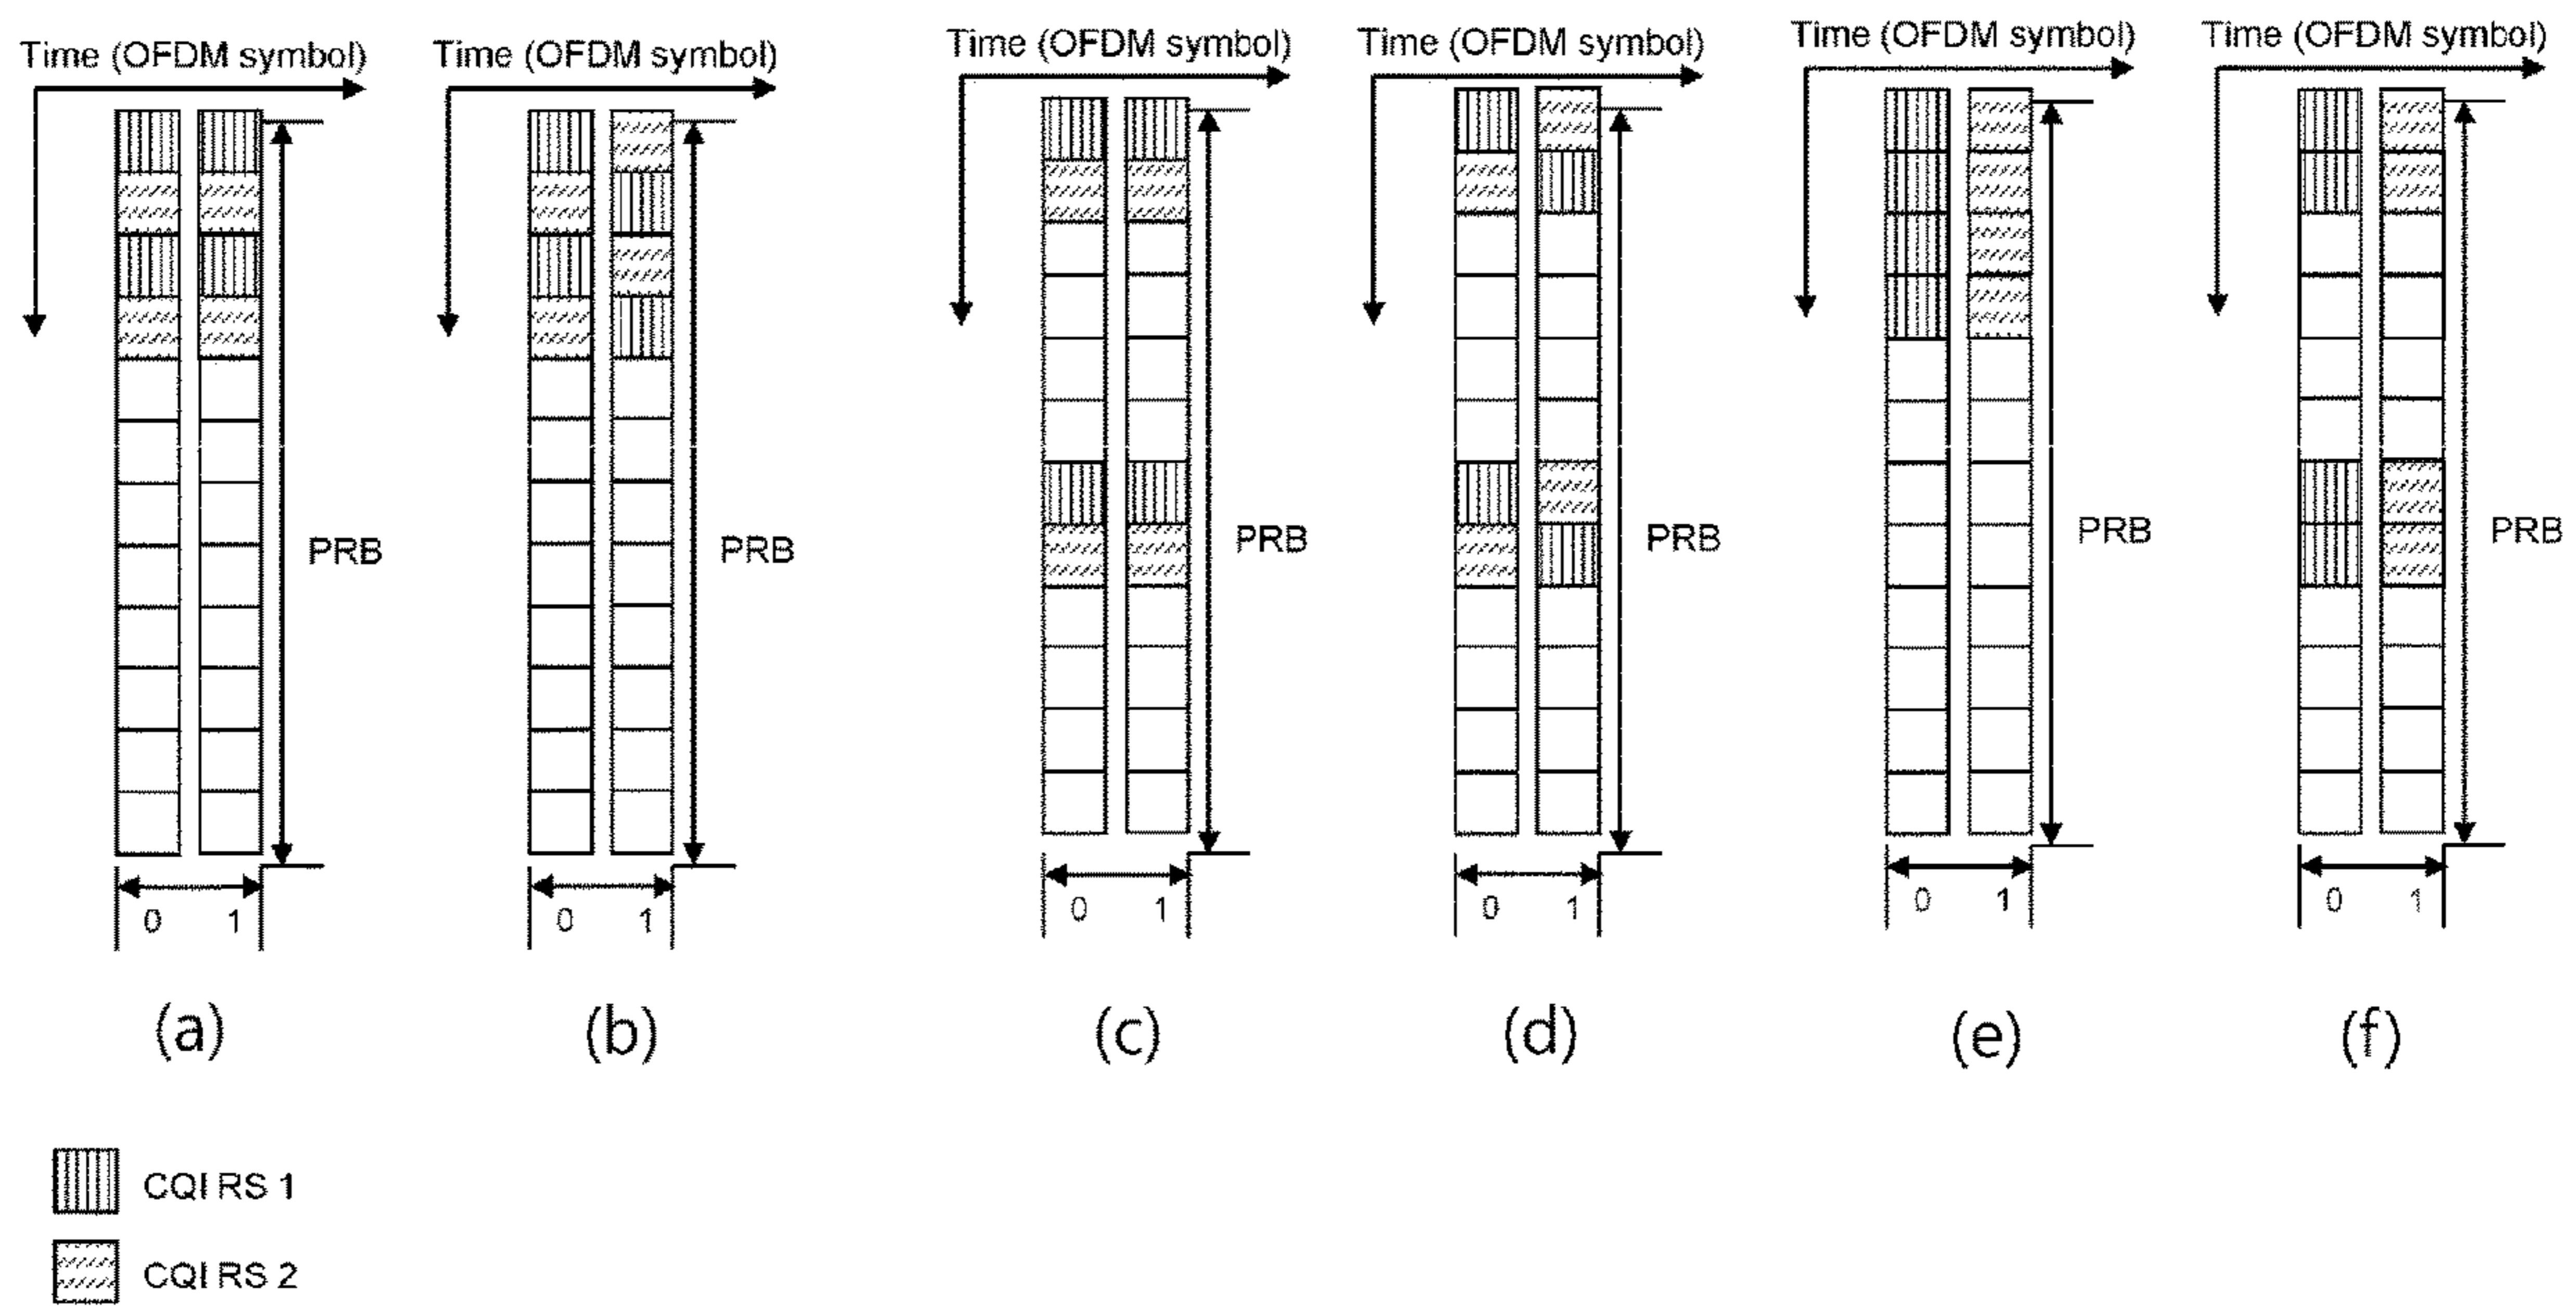 Time (OFDM symbol) Time (OFDM symbol) Time (OFDM symbol) Time (OFDM symbol) Time (OFDM symbol) Time (OFDM symbol)
PRB PRB PRB PRB PRB PRB
0 1 0 1 0 1 0 1 0 1 0 1
(a) (b) (c) (d) (e) (f)
CQI RS 1
CQI RS 2